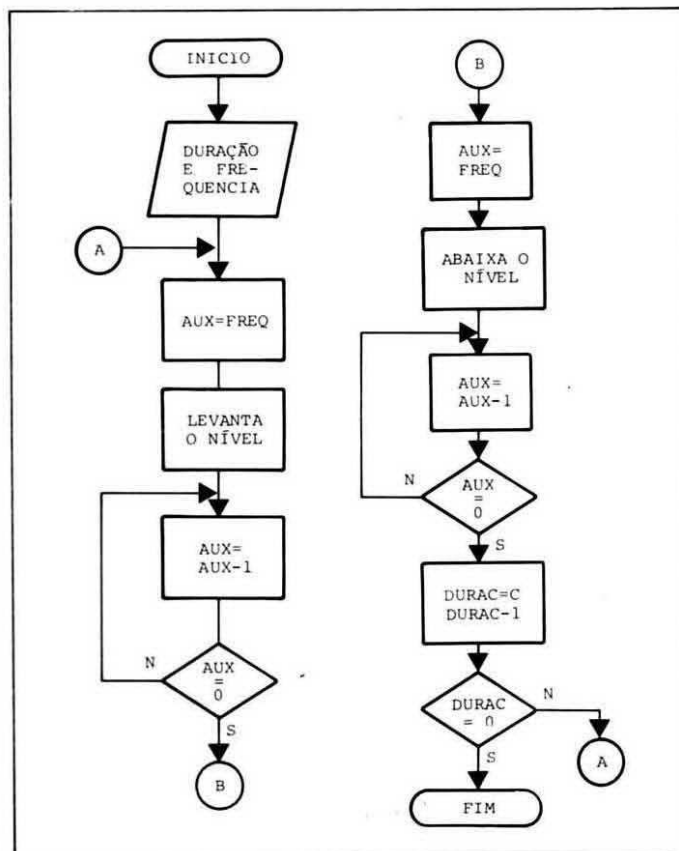 INICIO
DURAÇÃO
E FRE-
QUENCIA
A
AUX=FREQ
LEVANTA
O NÍVEL
AUX=
AUX-1
N
AUX
=
0
S
B
B
AUX=
FREQ
ABAIXA O
NÍVEL
AUX=
AUX-1
N
AUX
=
0
S
DURAC=C
DURAC-1
DURAC
= 0
N
A
S
FIM